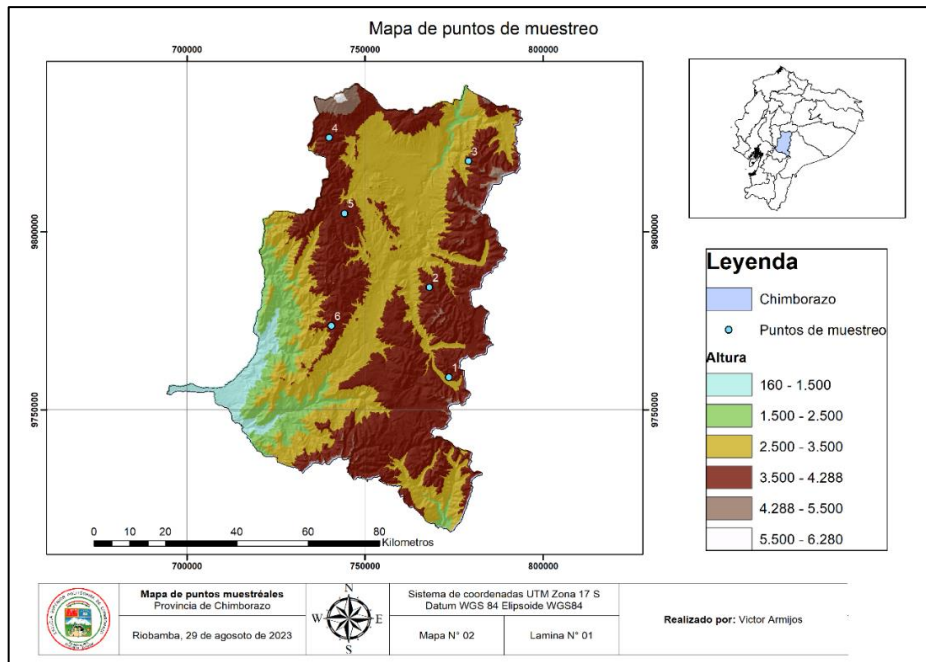 Mapa de puntos de muestreo
700000
750000
800000
9800000
9800000
9750000
9750000
4
3
5
2
6
1
0
10
20
40
60
80
Kilometros
700000
750000
800000
Leyenda
Chimborazo
Puntos de muestreo
Altura
160 - 1.500
1.500 - 2.500
2.500 - 3.500
3.500 - 4.288
4.288 - 5.500
5.500 - 6.280
Mapa de puntos muestréales
Provincia de Chimborazo
Riobamba, 29 de agosoto de 2023
N
W
E
S
Sistema de coordenadas UTM Zona 17 S
Datum WGS 84 Elipsoide WGS84
Mapa N° 02
Lamina N° 01
Realizado por: Victor Armijos